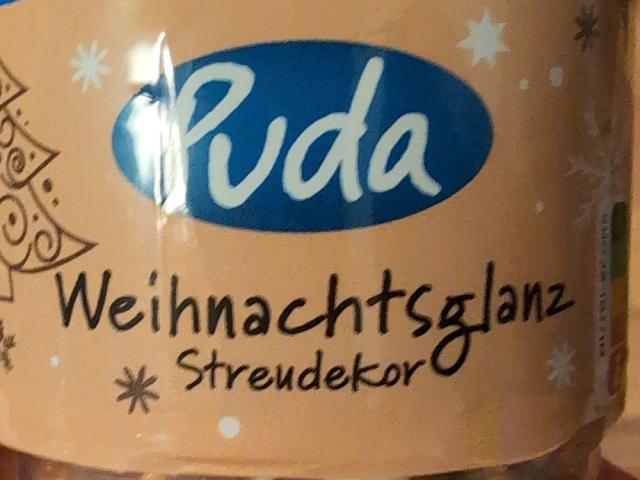 Puda
Weihnachtsglanz
Streudekor